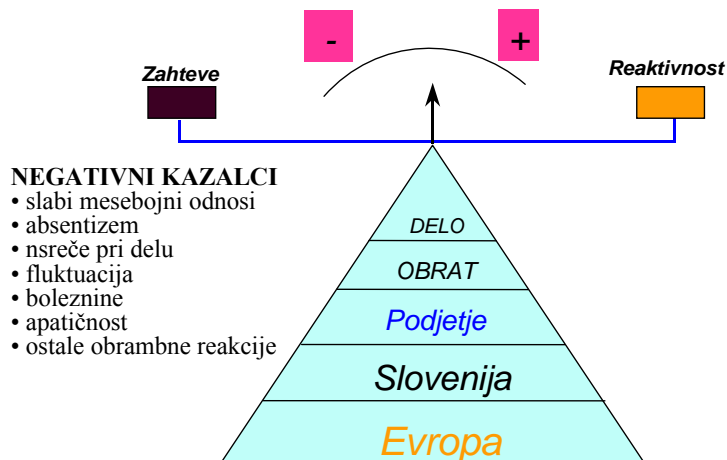 -
+
Zahteve
Reaktivnost
NEGATIVNI KAZALCI
• slabi mesebojni odnosi
• absentizem
• nsreče pri delu
• fluktuacija
• boleznine
• apatičnost
• ostale obrambne reakcije
DELO
OBRAT
Podjetje
Slovenija
Evropa